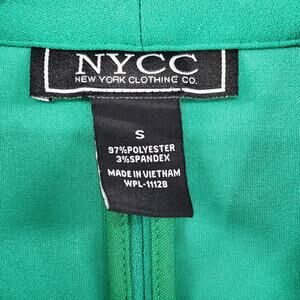 NYCC
NEW YORK CLOTHING CO.
S
97%POLYESTER
3%SPANDEX
MADE IN VIETNAM
WPL-11128